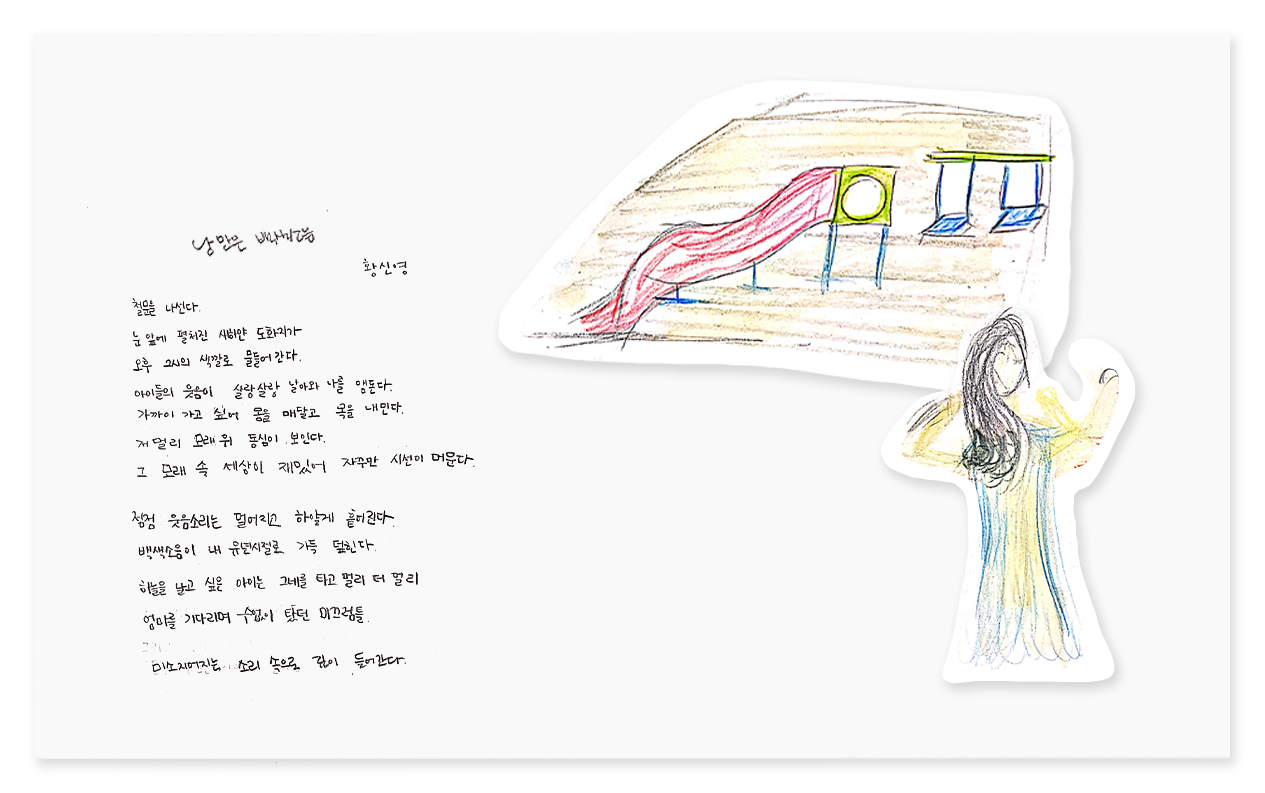 낮 만은
황신영
철문을 나선다.
눈 앞에 펼쳐진 새하얀 도화지가
오후 2시의 색깔로 물들어 간다.
아이들의 웃음이 살랑살랑 날아와 나를 맴돈다.
가까이 가고 싶어 몸을 매달고 목을 내민다.
저 멀리 모래 위 동심이 보인다.
그 모래 속 세상이 재밌어 자꾸만 시선이 머문다.
점점 웃음소리는 멀어지고 하얗게 흩어진다.
백색소음이 내 유년시절로 가득 덮힌다.
하늘을 날고 싶은 아이는 그네를 타고 멀리 더 멀리
엄마를 기다리며 수없이 탔던 미끄럼틀.
미소지어진는 소리 속으로 깊이 들어간다.